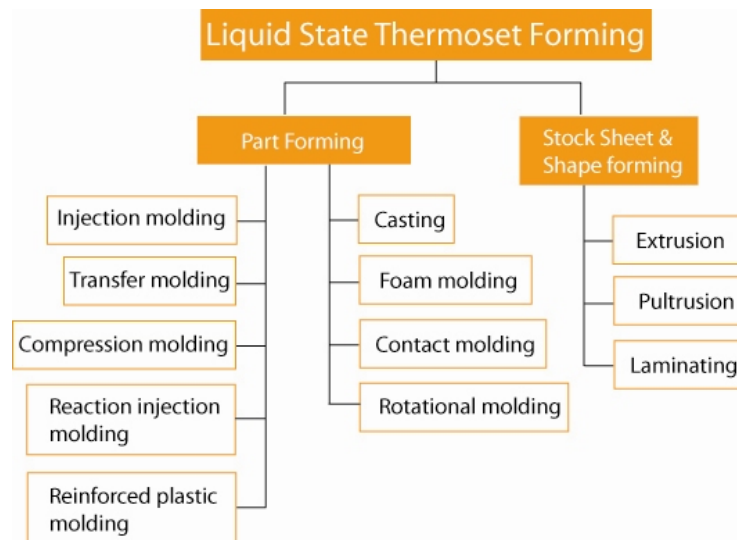 Liquid State Thermoset Forming
Part Forming
Stock Sheet &
Shape forming
Injection molding
Transfer molding
Compression molding
Reaction injection
molding
Reinforced plastic
molding
Casting
Foam molding
Contact molding
Rotational molding
Extrusion
Pultrusion
Laminating